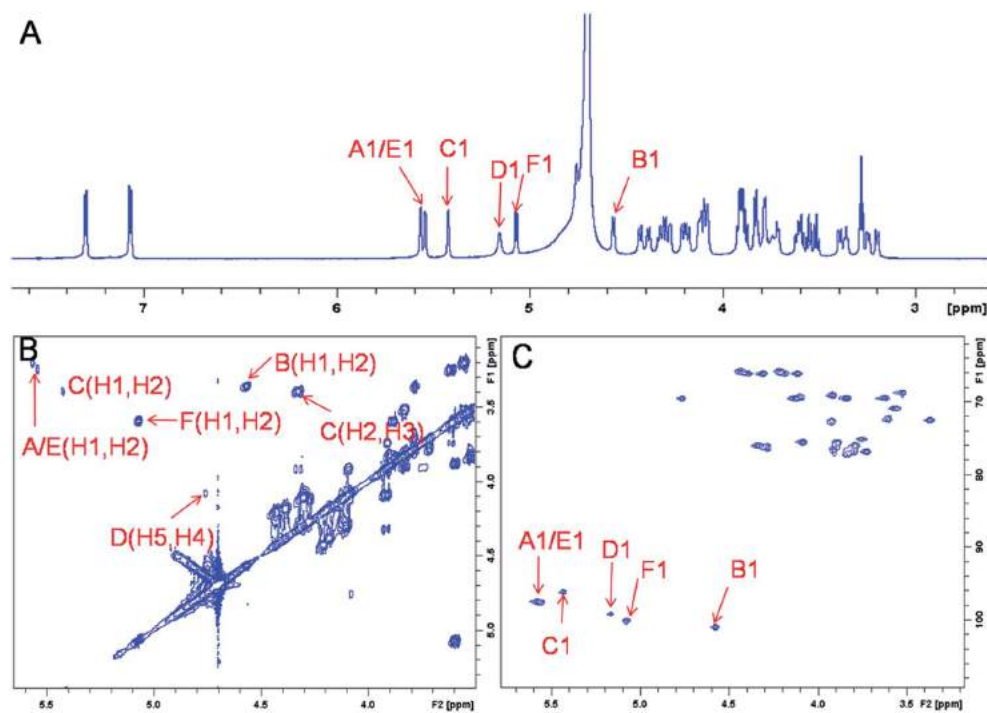 A
A1/E1
C1
D1
F1
B1
7
6
5
4
3
[ppm]
B
C
F1 [ppm]
F1 [ppm]
B(H1,H2)
C(H1,H2)
F(H1,H2)
A/E(H1,H2)
C(H2,H3)
D(H5,H4)
3.5
4.0
4.5
5.0
5.5
5.0
4.5
4.0
F2 [ppm]
70
80
90
100
A1/E1
D1
F1
B1
C1
5.5
5.0
4.5
4.0
3.5
F2 [ppm]